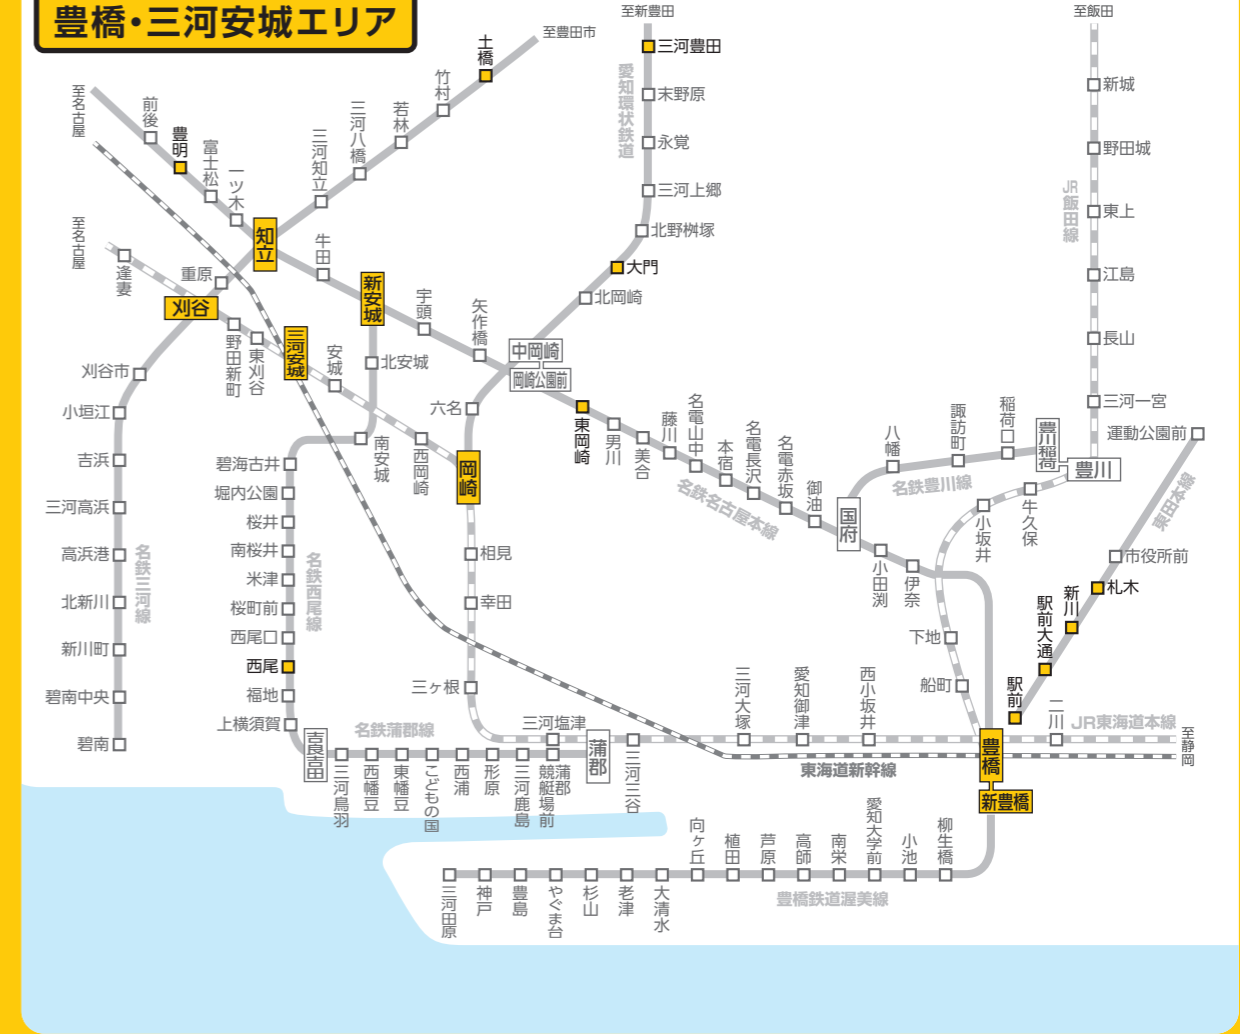 豊橋・三河安城エリア
至名古屋
前後
豊明
富士松
一ツ木
知立
三河知立
三河八橋
若林
竹村
土橋
至豊田市
至新豊田
三河豊田
愛知環状鉄道
末野原
永覚
三河上郷
北野桝塚
大門
北岡崎
中岡崎
岡崎公園前
六名
岡崎
至飯田
新城
野田城
東上
JR飯田線
江島
長山
三河一宮
豊川
豊川稲荷
稲荷口
諏訪町
八幡
名鉄豊川線
国府
牛久保
小坂井
下地
船町
運動公園前
東田本線
市役所前
札木
新川
駅前大通
駅前
至名古屋
逢妻
重原
刈谷
野田新町
東刈谷
三河安城
安城
西岡崎
牛田
新安城
宇頭
矢作橋
東岡崎
男川
美合
藤川
名電山中
本宿
名電長沢
名電赤坂
御油
名鉄名古屋本線
小田渕
伊奈
刈谷市
小垣江
吉浜
三河高浜
高浜港
名鉄三河線
北新川
新川町
碧南中央
碧南
北安城
南安城
碧海古井
堀内公園
桜井
南桜井
米津
名鉄西尾線
桜町前
西尾口
西尾
福地
上横須賀
吉良吉田
名鉄蒲郡線
三河鳥羽
西幡豆
東幡豆
こどもの国
西浦
形原
三河鹿島
蒲郡競艇場前
蒲郡
相見
幸田
三ヶ根
三河塩津
三河三谷
三河大塚
愛知御津
西小坂井
豊橋
二川
JR東海道本線
至静岡
東海道新幹線
新豊橋
柳生橋
小池
愛知大学前
南栄
高師
芦原
植田
向ヶ丘
大清水
老津
杉山
やぐま台
豊島
神戸
三河田原
豊橋鉄道渥美線